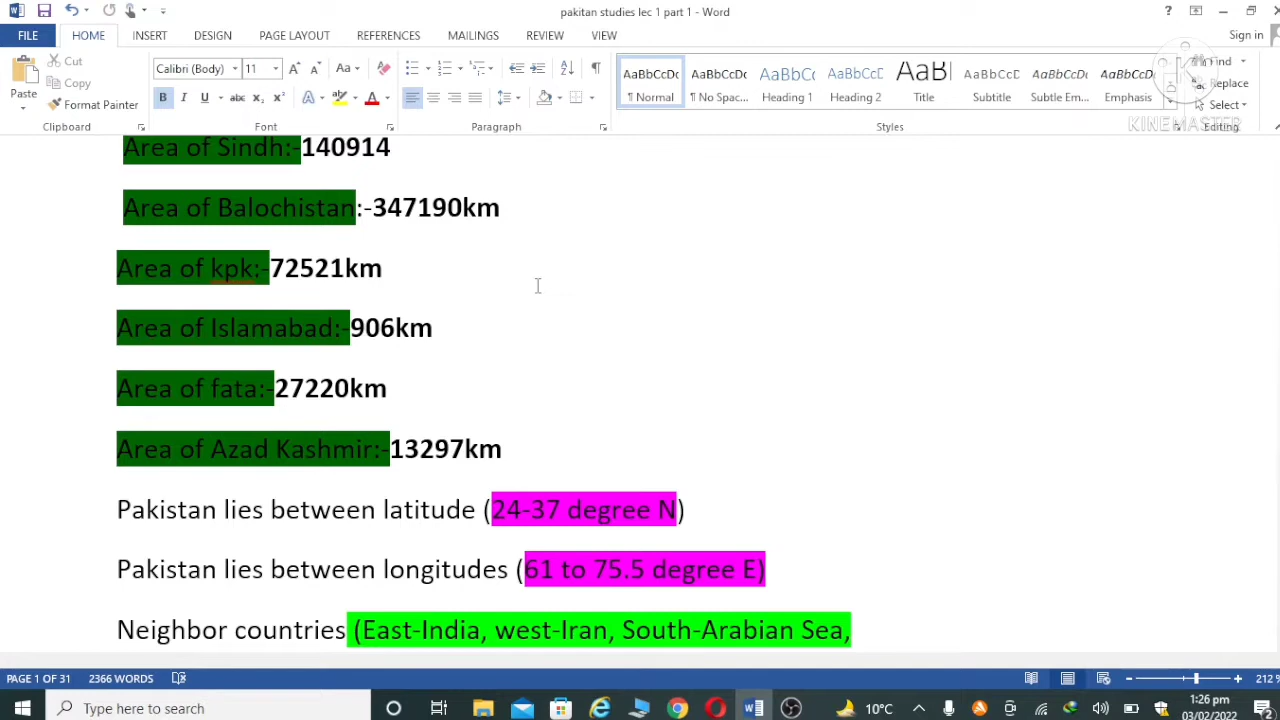 pakitan studies lec 1 part 1 - Word
FILE HOME INSERT DESIGN PAGE LAYOUT REFERENCES MAILINGS REVIEW VIEW Sign in
Paste Cut Copy Format Painter
Calibri (Body) 11
AaBbCcDc ¶ Normal
AaBbCcDc ¶ No Spac...
AaBbCc Heading 1
AaBbCcD Heading 2
AaBl Title
AaBbCcD Subtitle
AaBbCcDc Subtle Em...
AaBbCcDc Emphasis
Find
Replace
Select
KINEMASTER
Clipboard Font Paragraph Styles Editing
Area of Sindh:-140914
Area of Balochistan:-347190km
Area of kpk:-72521km
Area of Islamabad:-906km
Area of fata:-27220km
Area of Azad Kashmir:-13297km
Pakistan lies between latitude (24-37 degree N)
Pakistan lies between longitudes (61 to 75.5 degree E)
Neighbor countries (East-India, west-Iran, South-Arabian Sea,
PAGE 1 OF 31 2366 WORDS 212%
Type here to search 10°C 1:26 pm
03/02/2022